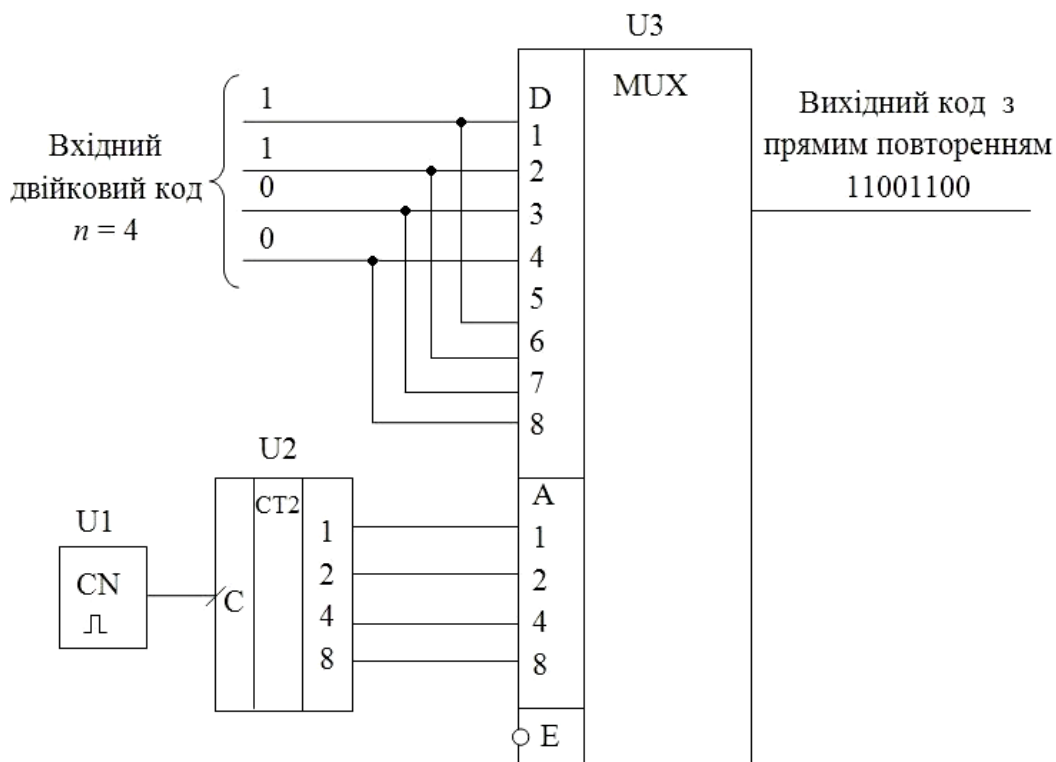 U3
MUX
D
1
2
3
4
5
6
7
8
A
1
2
4
8
E
Вхідний
двійковий код
n = 4
1
1
0
0
Вихідний код з
прямим повторенням
11001100
U2
CT2
C
1
2
4
8
U1
CN